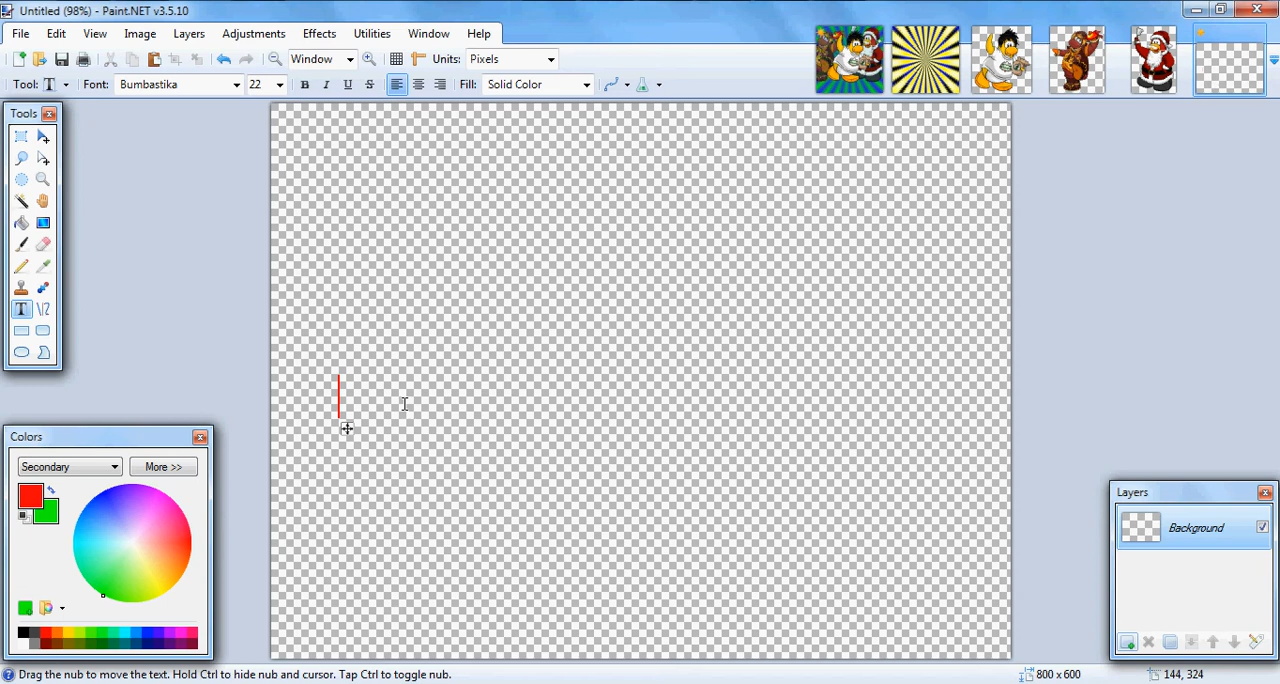 Untitled (98%) - Paint.NET v3.5.10
File Edit View Image Layers Adjustments Effects Utilities Window Help
Window Units: Pixels
Tool: T Font: Bumbastika 22 B I U S Fill: Solid Color
Tools
T
Colors
Secondary More >>
Layers
Background
Drag the nub to move the text. Hold Ctrl to hide nub and cursor. Tap Ctrl to toggle nub. 800 x 600 144, 324